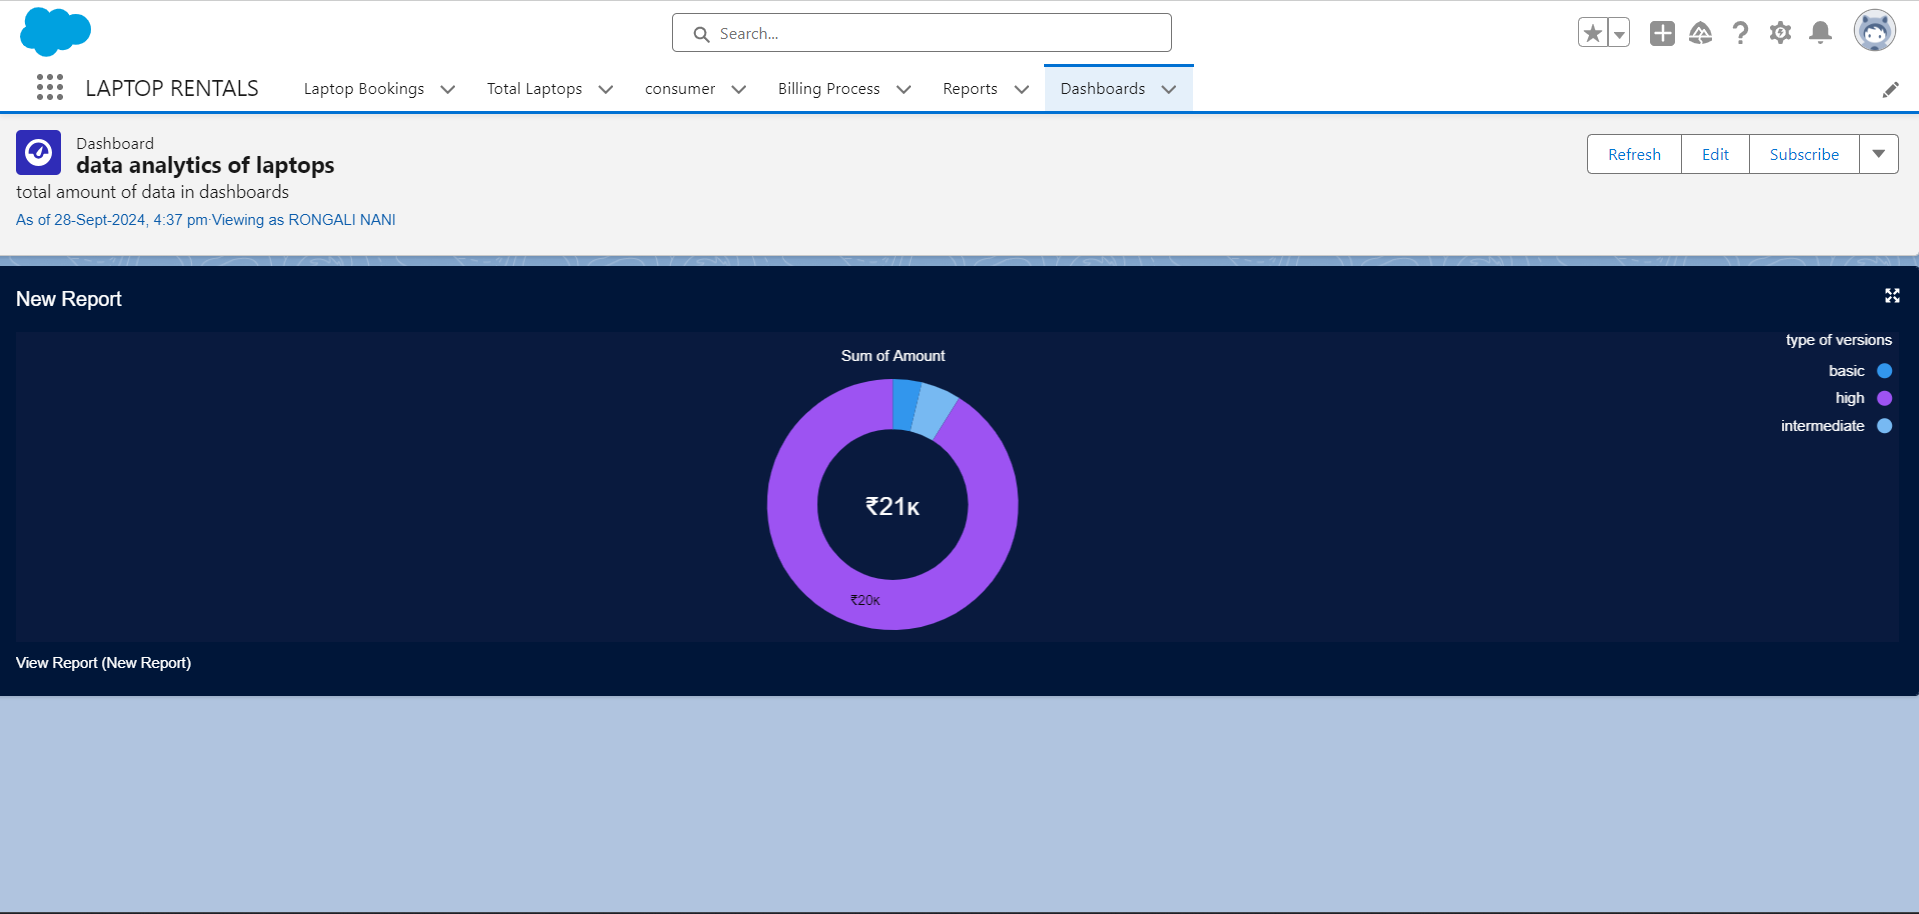 Search...
LAPTOP RENTALS
Laptop Bookings
Total Laptops
consumer
Billing Process
Reports
Dashboards
Dashboard
data analytics of laptops
total amount of data in dashboards
As of 28-Sept-2024, 4:37 pm·Viewing as RONGALI NANI
Refresh
Edit
Subscribe
New Report
Sum of Amount
₹21K
₹20K
type of versions
basic
high
intermediate
View Report (New Report)